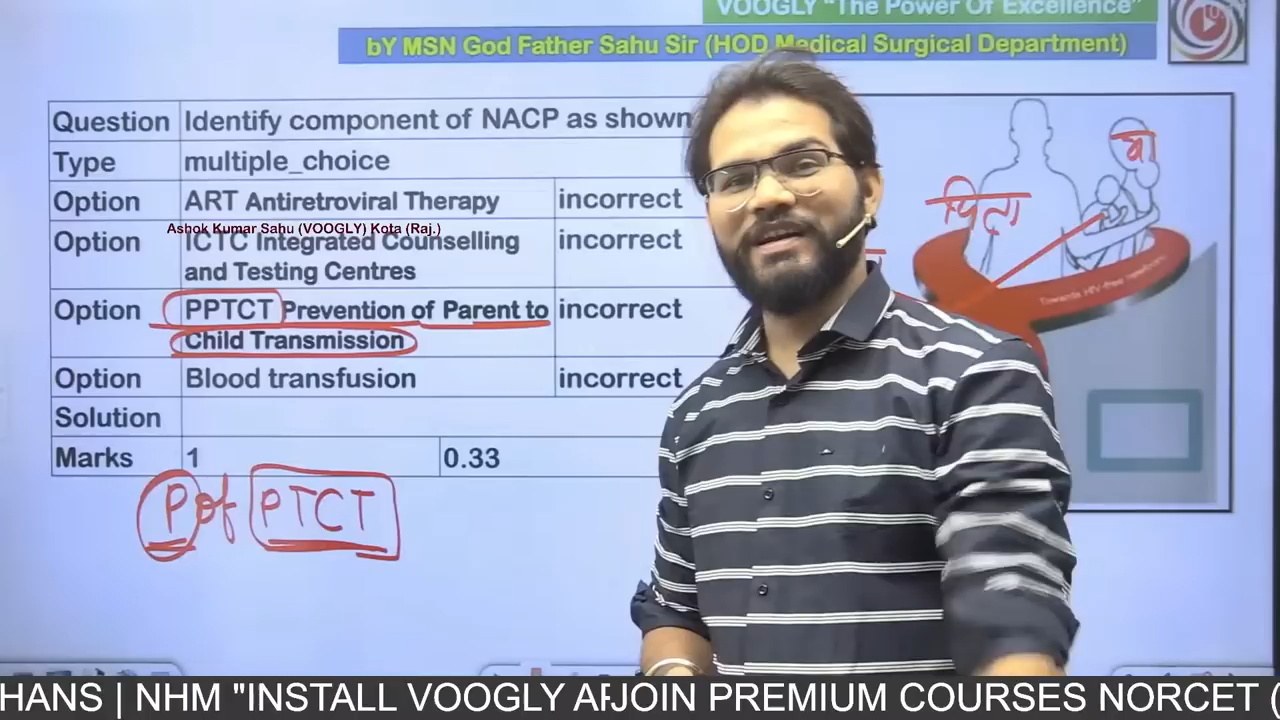 VOOGLY "The Power Of Excellence"
bY MSN God Father Sahu Sir (HOD Medical Surgical Department)
Question Identify component of NACP as shown
Type multiple_choice
Option ART Antiretroviral Therapy incorrect
Ashok Kumar Sahu (VOOGLY) Kota (Raj.)
Option ICTC Integrated Counselling incorrect
and Testing Centres
Option PPTCT Prevention of Parent to incorrect
Child Transmission
Option Blood transfusion incorrect
Solution
Marks 1 0.33
P of PTCT
पिता
मा
Towards HIV-free newborns
HANS | NHM "INSTALL VOOGLY AP JOIN PREMIUM COURSES NORCET (